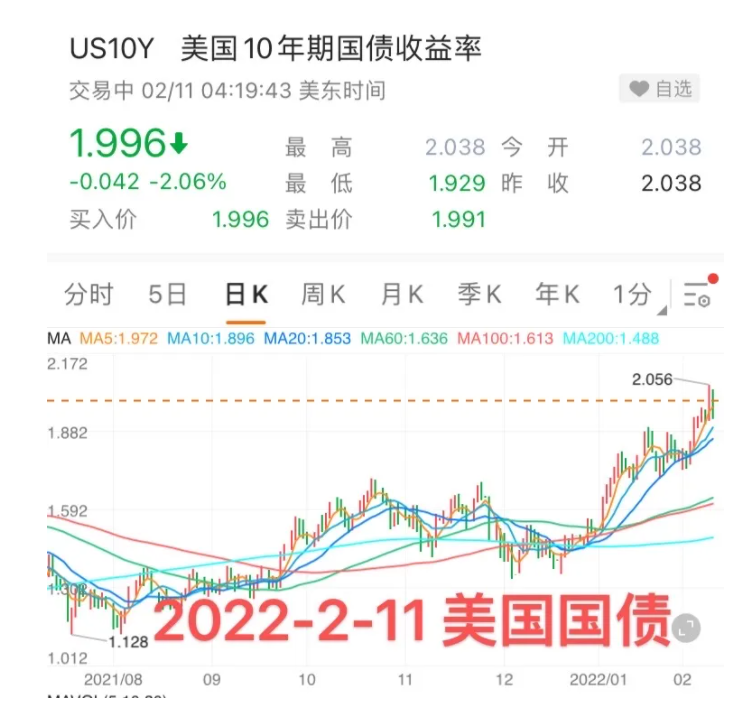 US10Y 美国10年期国债收益率
交易中 02/11 04:19:43 美东时间
自选
1.996
最高 2.038 今开 2.038
-0.042 -2.06% 最低 1.929 昨收 2.038
买入价 1.996 卖出价 1.991
分时 5日 日K 周K 月K 季K 年K 1分
MA MA5:1.972 MA10:1.896 MA20:1.853 MA60:1.636 MA100:1.613 MA200:1.488
2.172
2.056
1.882
1.592
2022-2-11 美国国债
1.128
1.012
2021/08 09 10 11 12 2022/01 02